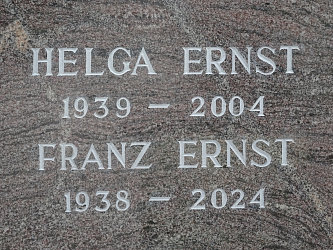 HELGA ERNST
1939 – 2004
FRANZ ERNST
1938 – 2024